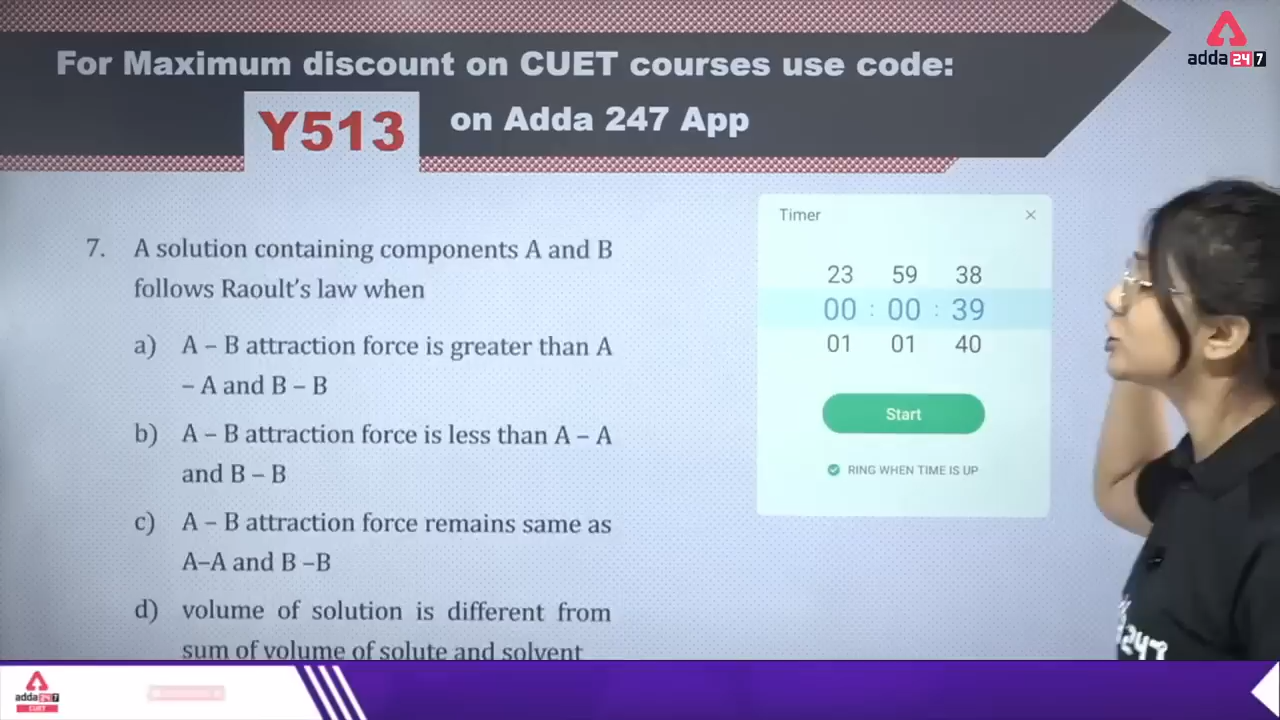 For Maximum discount on CUET courses use code:
Y513 on Adda 247 App
adda 247
7. A solution containing components A and B
follows Raoult's law when
a) A – B attraction force is greater than A
– A and B – B
b) A – B attraction force is less than A – A
and B – B
c) A – B attraction force remains same as
A–A and B –B
d) volume of solution is different from
sum of volume of solute and solvent
Timer ×
23 59 38
00 : 00 : 39
01 01 40
Start
RING WHEN TIME IS UP
247
adda 247
CUET